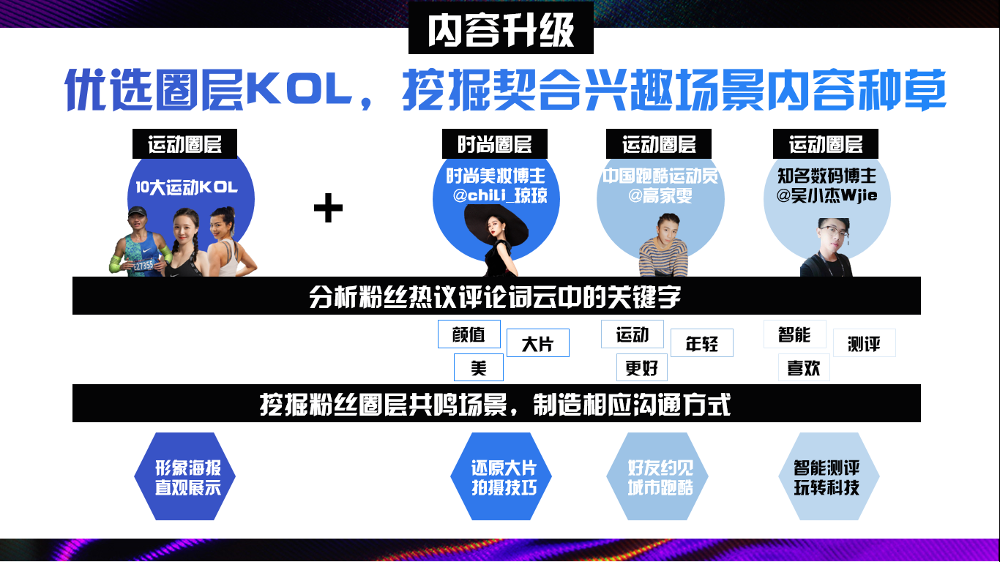 内容升级
优选圈层KOL，挖掘契合兴趣场景内容种草
运动圈层
10大运动KOL
E27355
+
时尚圈层
时尚美妆博主
@chili_琼琼
运动圈层
中国跑酷运动员
@高家雯
运动圈层
知名数码博主
@吴小杰Wjie
分析粉丝热议评论词云中的关键字
颜值
大片
美
运动
年轻
更好
智能
测评
喜欢
挖掘粉丝圈层共鸣场景，制造相应沟通方式
形象海报
直观展示
还原大片
拍摄技巧
好友约见
城市跑酷
智能测评
玩转科技